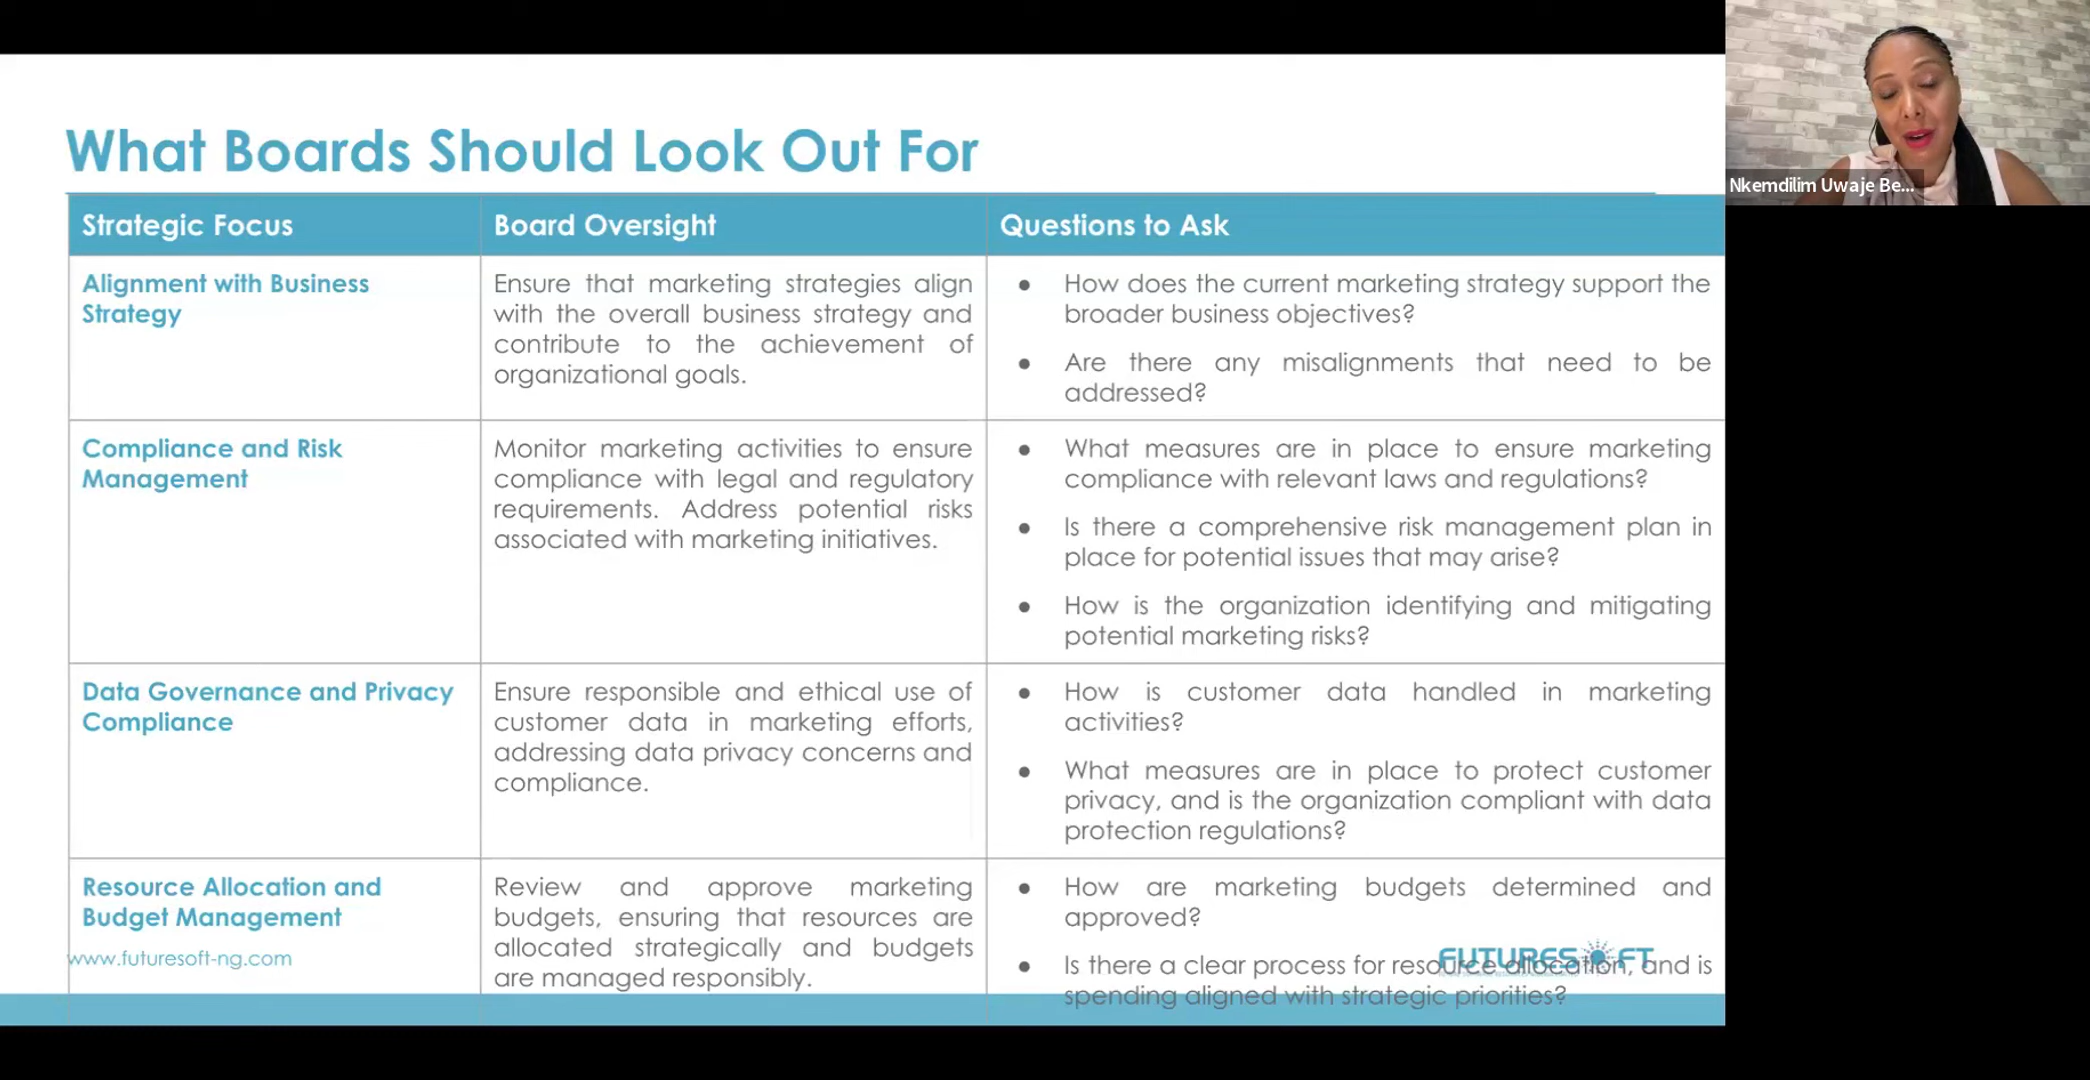 What Boards Should Look Out For
Nkemdilim Uwaje Be...
Strategic Focus
Board Oversight
Questions to Ask
Alignment with Business
Strategy
Ensure that marketing strategies align
with the overall business strategy and
contribute to the achievement of
organizational goals.
● How does the current marketing strategy support the
broader business objectives?
● Are there any misalignments that need to be
addressed?
Compliance and Risk
Management
Monitor marketing activities to ensure
compliance with legal and regulatory
requirements. Address potential risks
associated with marketing initiatives.
● What measures are in place to ensure marketing
compliance with relevant laws and regulations?
● Is there a comprehensive risk management plan in
place for potential issues that may arise?
● How is the organization identifying and mitigating
potential marketing risks?
Data Governance and Privacy
Compliance
Ensure responsible and ethical use of
customer data in marketing efforts,
addressing data privacy concerns and
compliance.
● How is customer data handled in marketing
activities?
● What measures are in place to protect customer
privacy, and is the organization compliant with data
protection regulations?
Resource Allocation and
Budget Management
Review and approve marketing
budgets, ensuring that resources are
allocated strategically and budgets
are managed responsibly.
● How are marketing budgets determined and
approved?
● Is there a clear process for resource allocation, and is
spending aligned with strategic priorities?
www.futuresoft-ng.com
FUTURESOFT